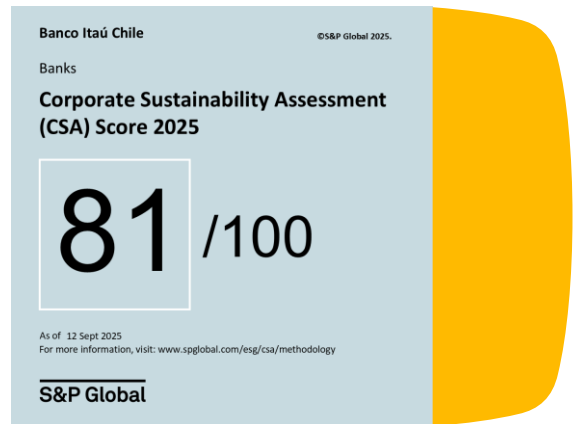 Banco Itaú Chile
©S&P Global 2025.
Banks
Corporate Sustainability Assessment
(CSA) Score 2025
81 /100
As of 12 Sept 2025
For more information, visit: www.spglobal.com/esg/csa/methodology
S&P Global